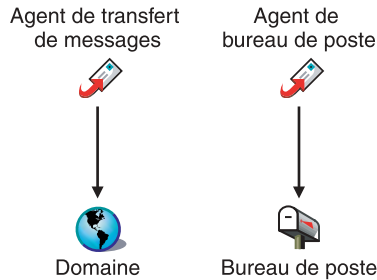 Agent de transfert
de messages
Agent de
bureau de poste
Domaine
Bureau de poste